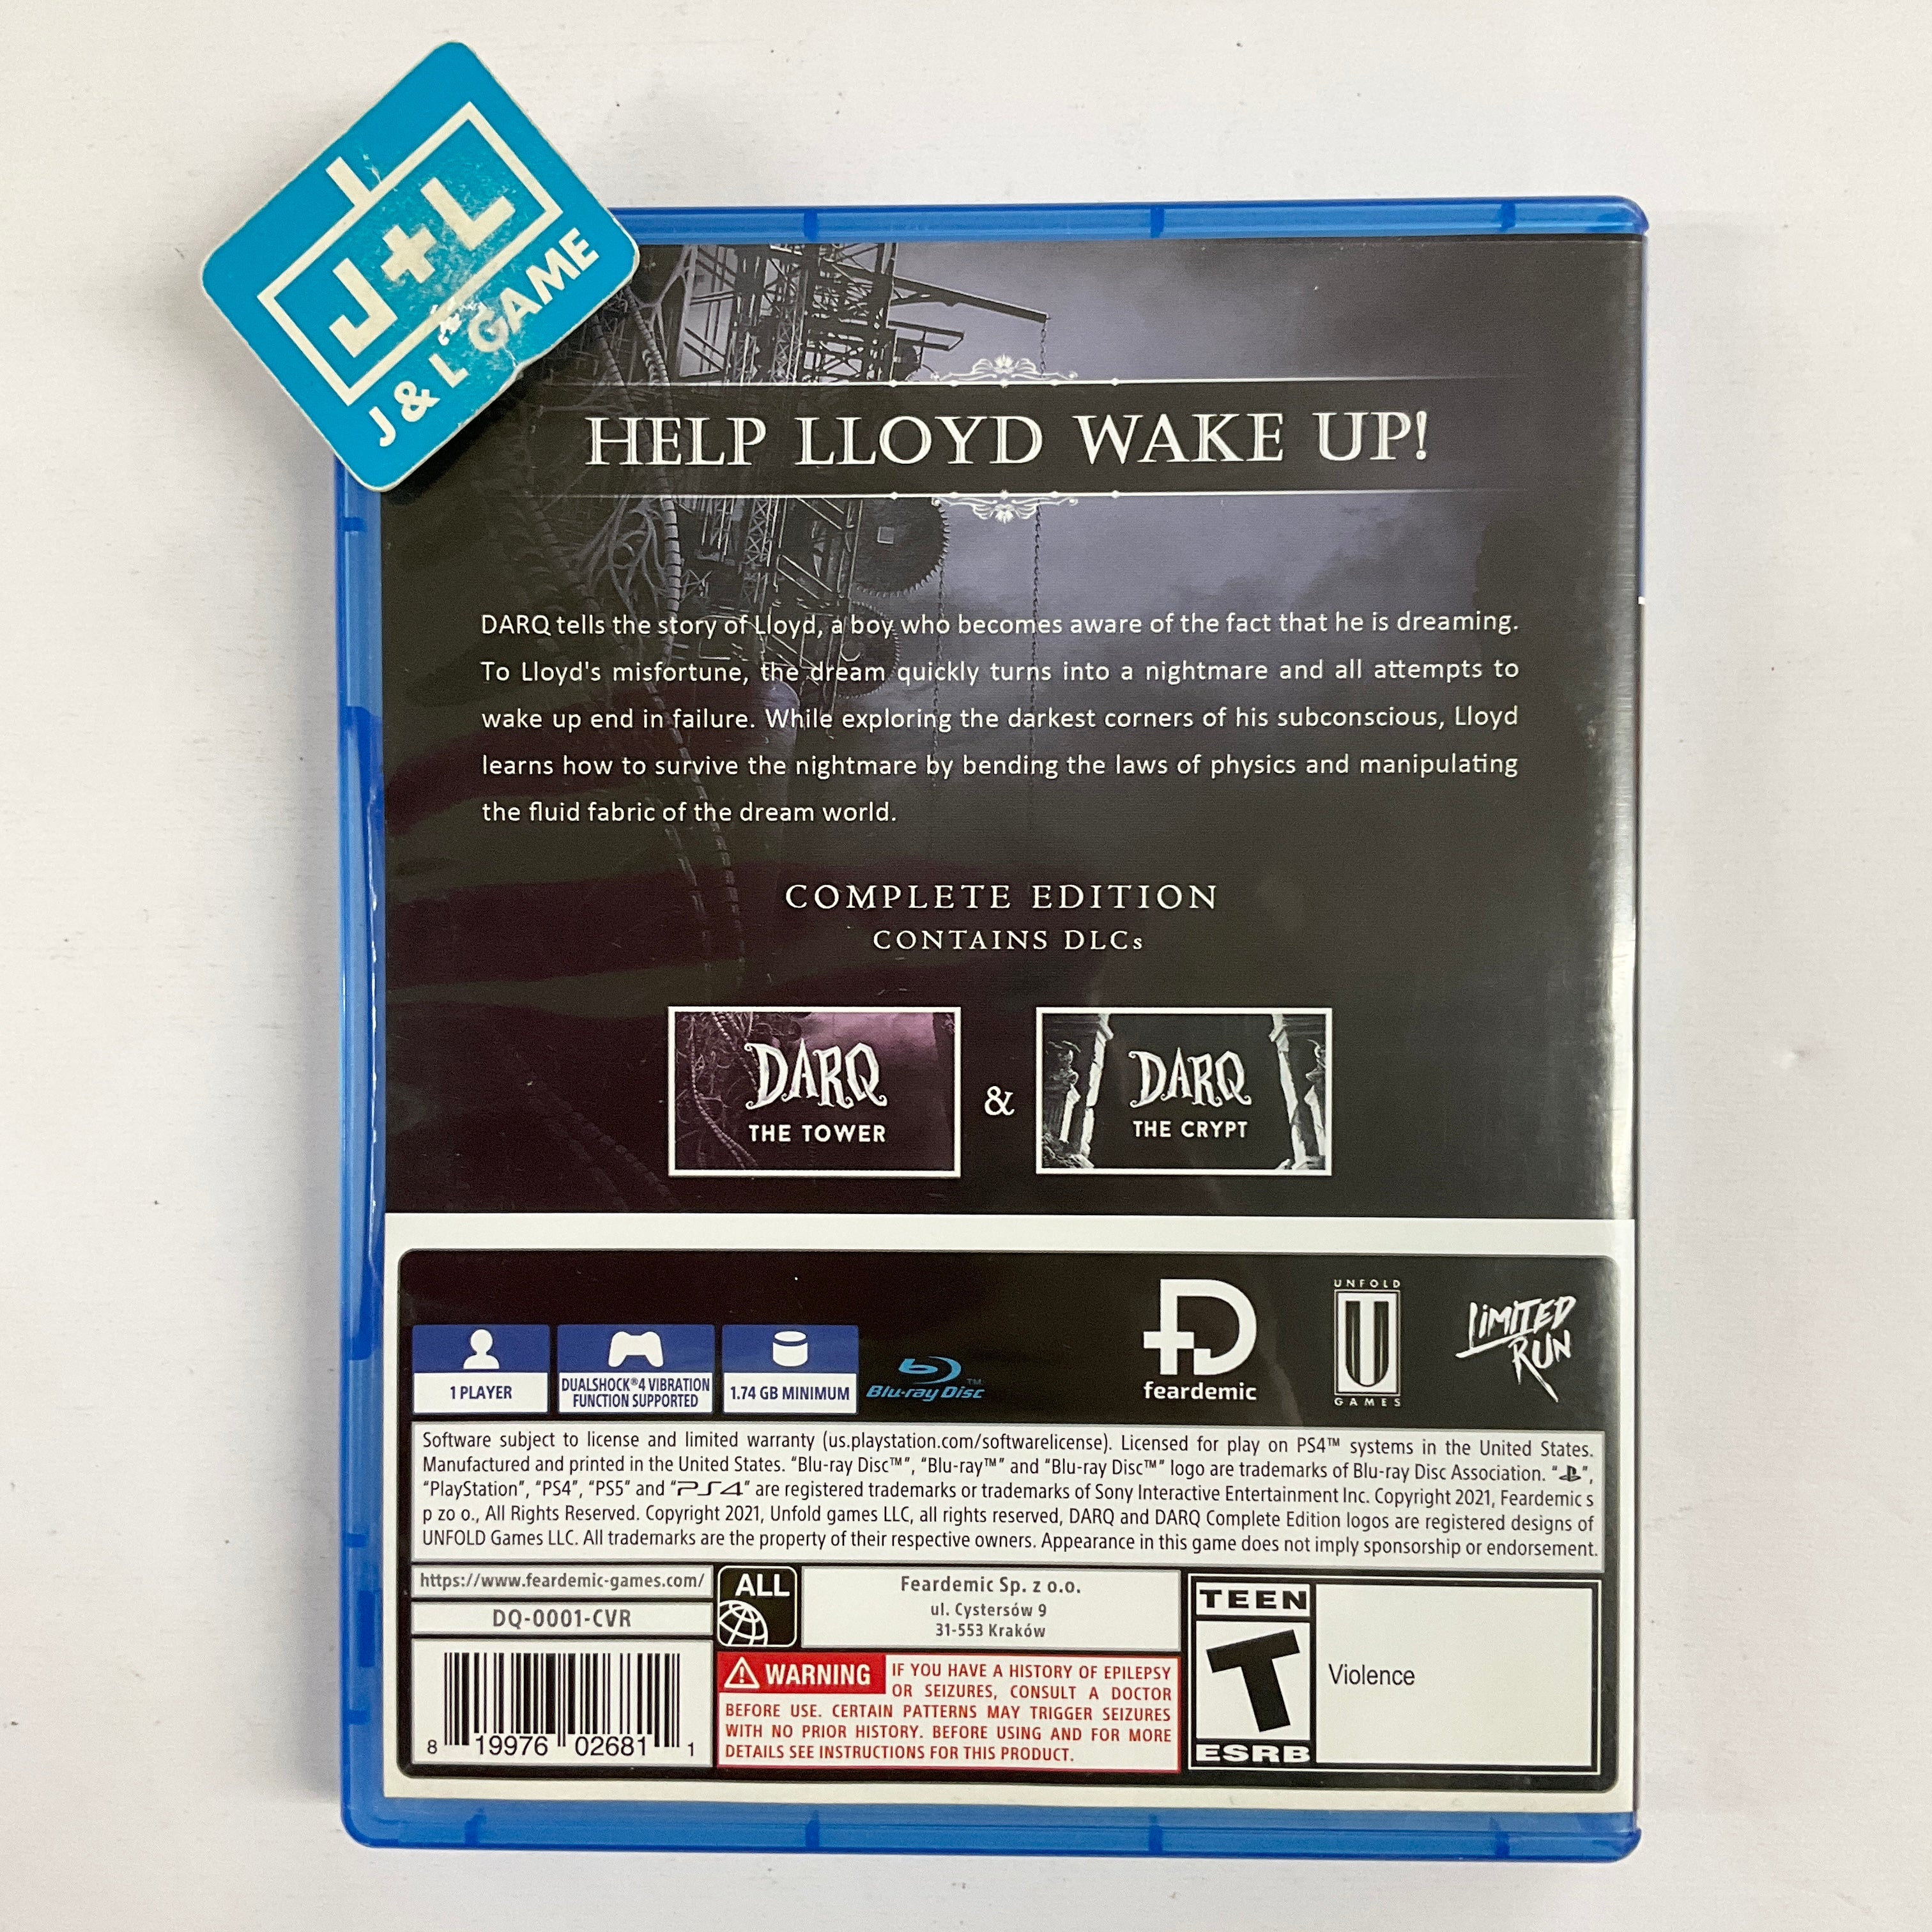 J+L
J & L GAME
HELP LLOYD WAKE UP!
DARQ tells the story of Lloyd, a boy who becomes aware of the fact that he is dreaming.
To Lloyd's misfortune, the dream quickly turns into a nightmare and all attempts to
wake up end in failure. While exploring the darkest corners of his subconscious, Lloyd
learns how to survive the nightmare by bending the laws of physics and manipulating
the fluid fabric of the dream world.
COMPLETE EDITION
CONTAINS DLCs
DARQ
THE TOWER
&
DARQ
THE CRYPT
1 PLAYER
DUALSHOCK®4 VIBRATION
FUNCTION SUPPORTED
1.74 GB MINIMUM
Blu-ray Disc™
feardemic
UNFOLD
U
GAMES
LIMITED
RUN
Software subject to license and limited warranty (us.playstation.com/softwarelicense). Licensed for play on PS4™ systems in the United States.
Manufactured and printed in the United States. “Blu-ray Disc™”, “Blu-ray™” and “Blu-ray Disc™” logo are trademarks of Blu-ray Disc Association. “ ”,
“PlayStation”, “PS4”, “PS5” and “PS4” are registered trademarks or trademarks of Sony Interactive Entertainment Inc. Copyright 2021, Feardemic s
p zo o., All Rights Reserved. Copyright 2021, Unfold games LLC, all rights reserved, DARQ and DARQ Complete Edition logos are registered designs of
UNFOLD Games LLC. All trademarks are the property of their respective owners. Appearance in this game does not imply sponsorship or endorsement.
https://www.feardemic-games.com/
DQ-0001-CVR
8 19976 02681 1
ALL
Feardemic Sp. z o.o.
ul. Cystersów 9
31-553 Kraków
WARNING IF YOU HAVE A HISTORY OF EPILEPSY
OR SEIZURES, CONSULT A DOCTOR
BEFORE USE. CERTAIN PATTERNS MAY TRIGGER SEIZURES
WITH NO PRIOR HISTORY. BEFORE USING AND FOR MORE
DETAILS SEE INSTRUCTIONS FOR THIS PRODUCT.
TEEN
T
ESRB
Violence